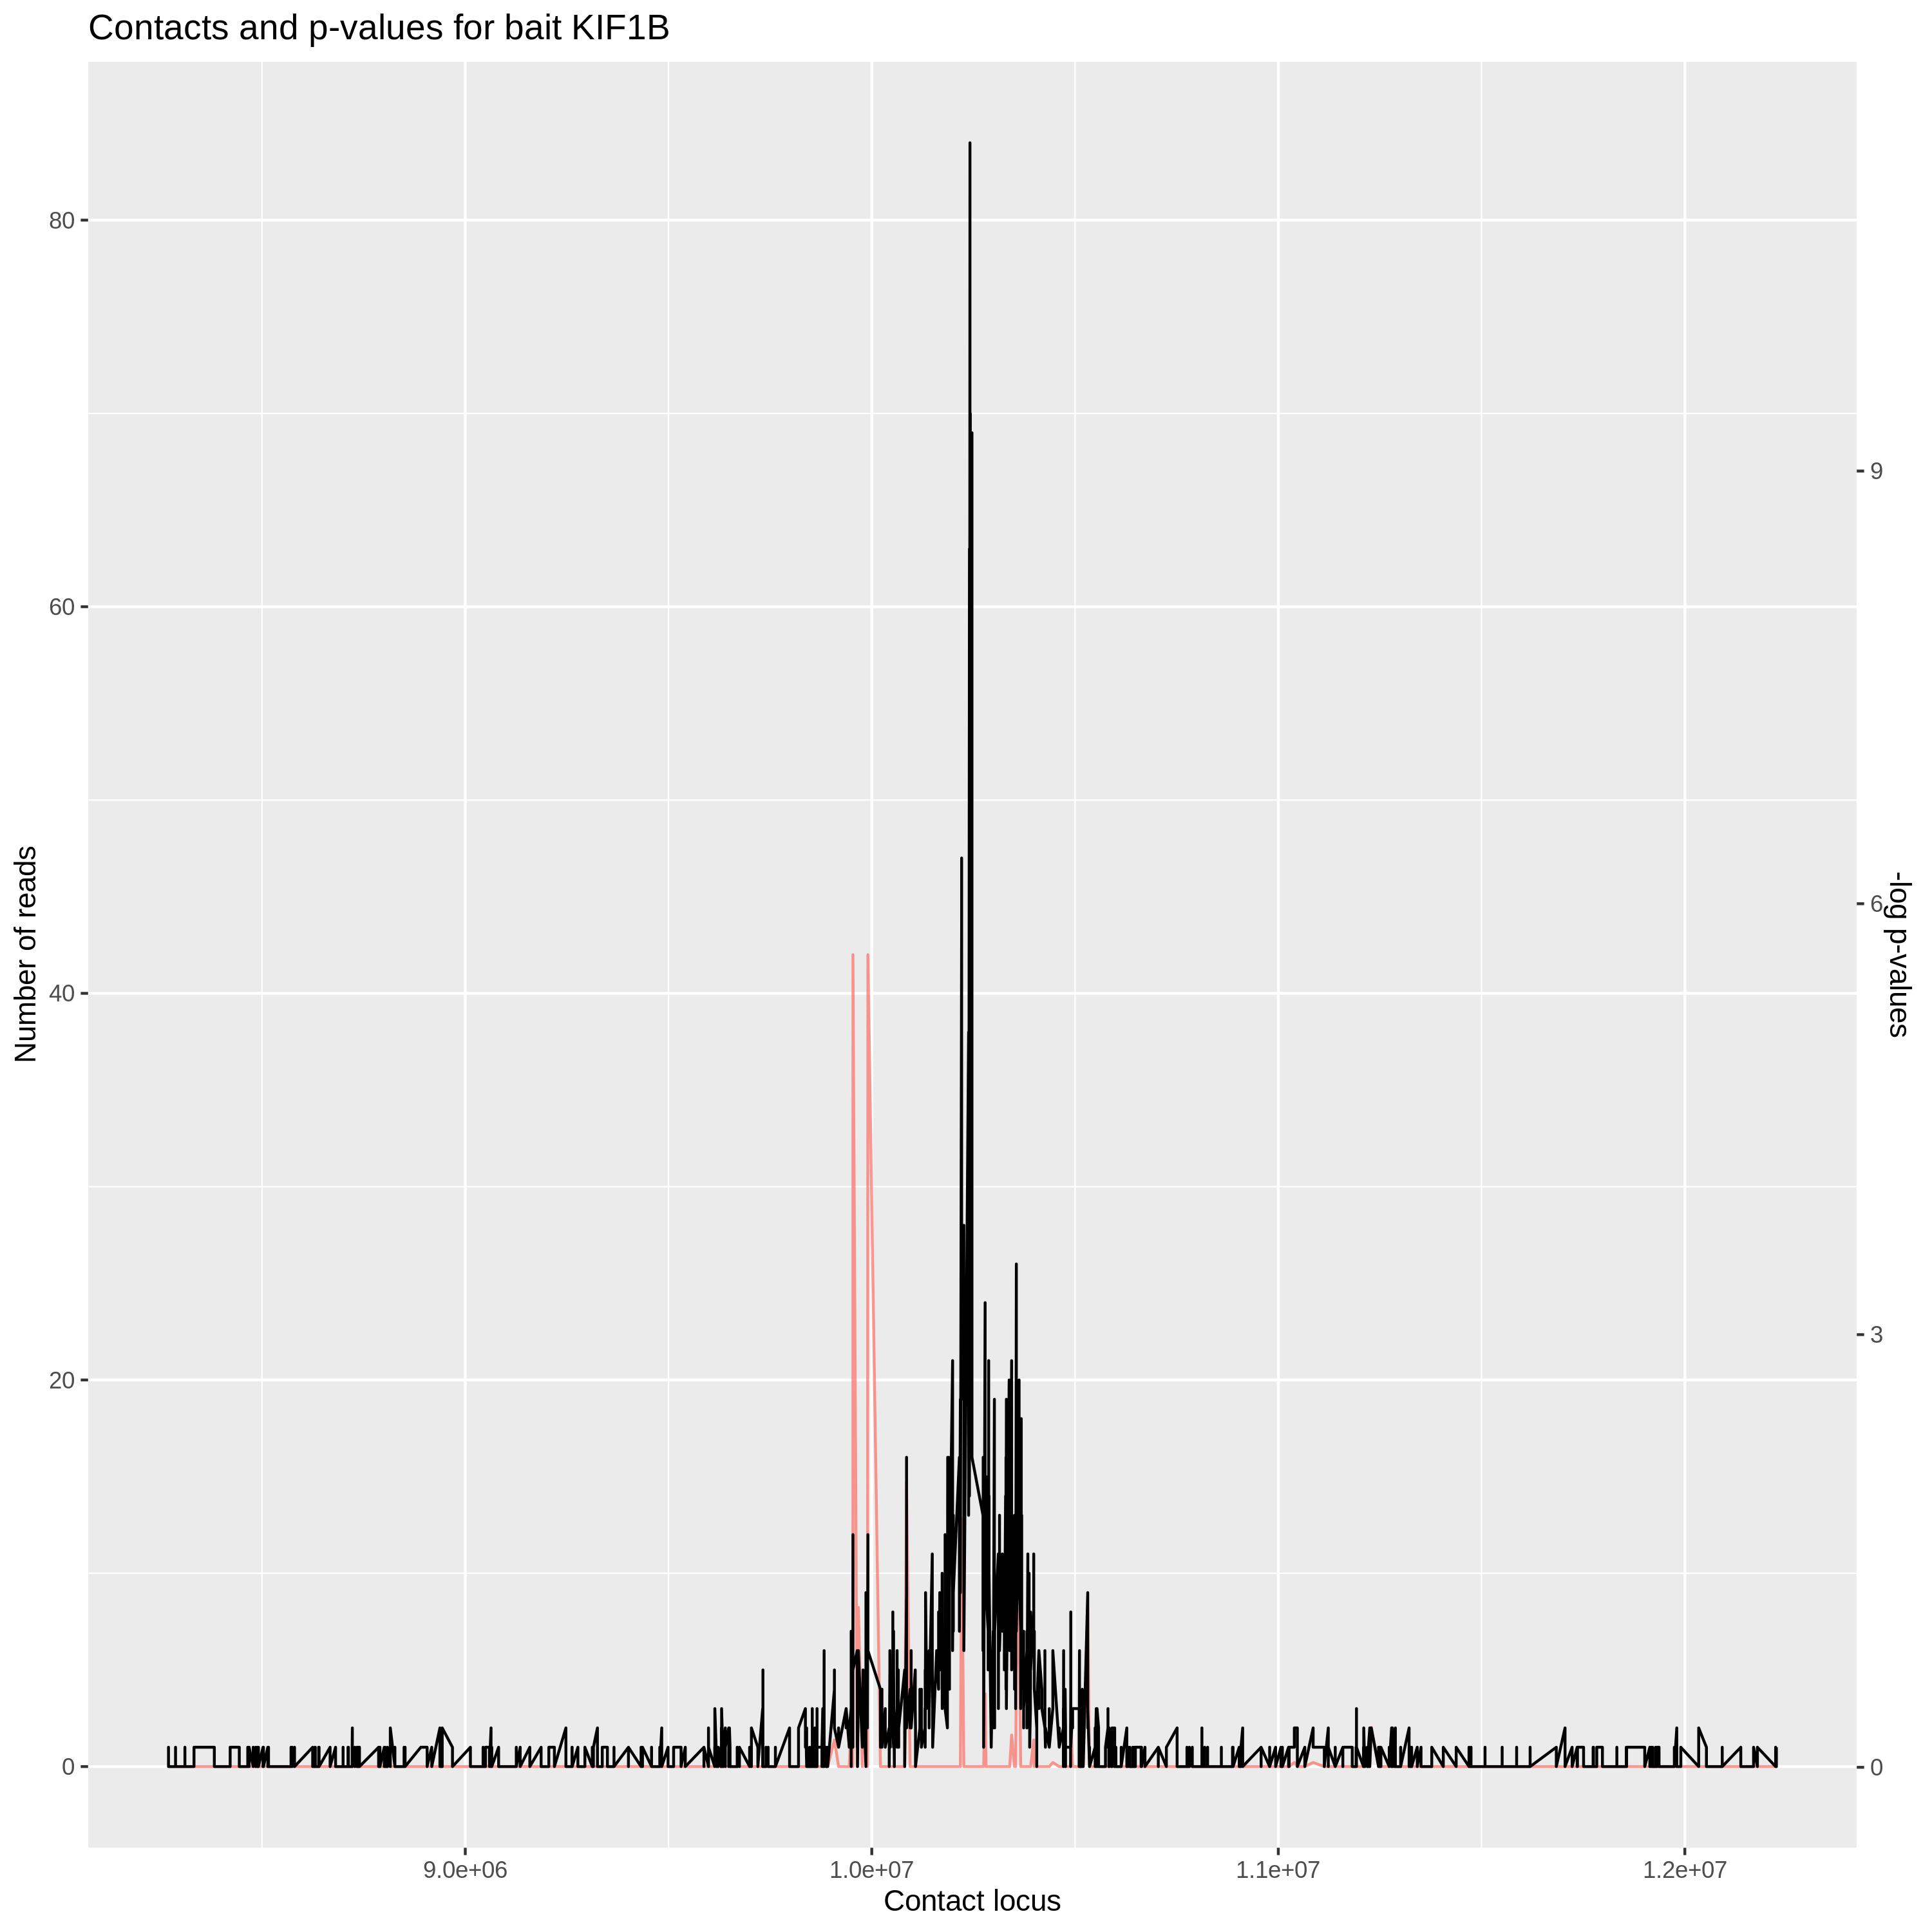 Contacts and p-values for bait KIF1B
80
60
40
20
0
Number of reads
9
6
3
0
-log p-values
9.0e+06
1.0e+07
1.1e+07
1.2e+07
Contact locus